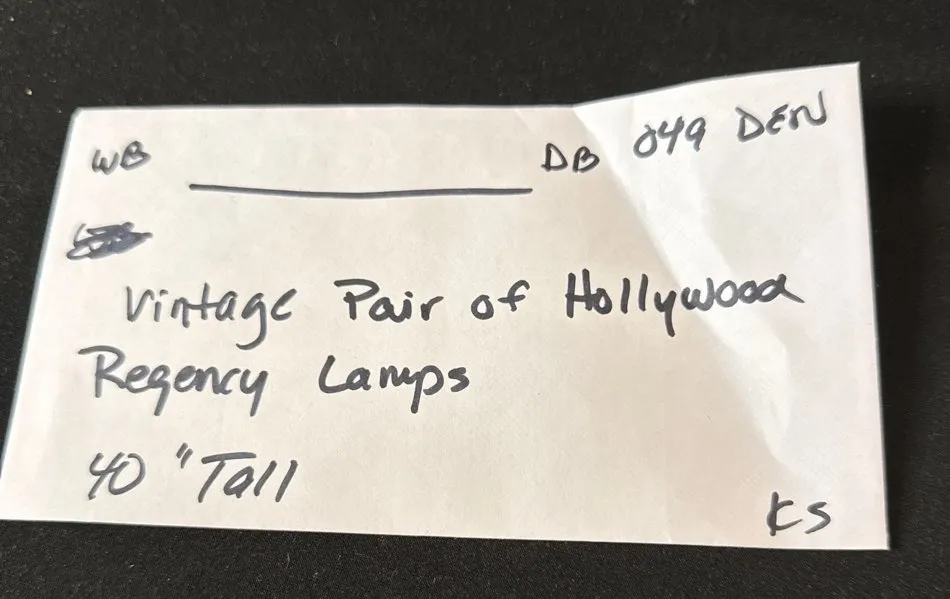 WB DB 049 DEN
Vintage Pair of Hollywood
Regency Lamps
40 "Tall
KS